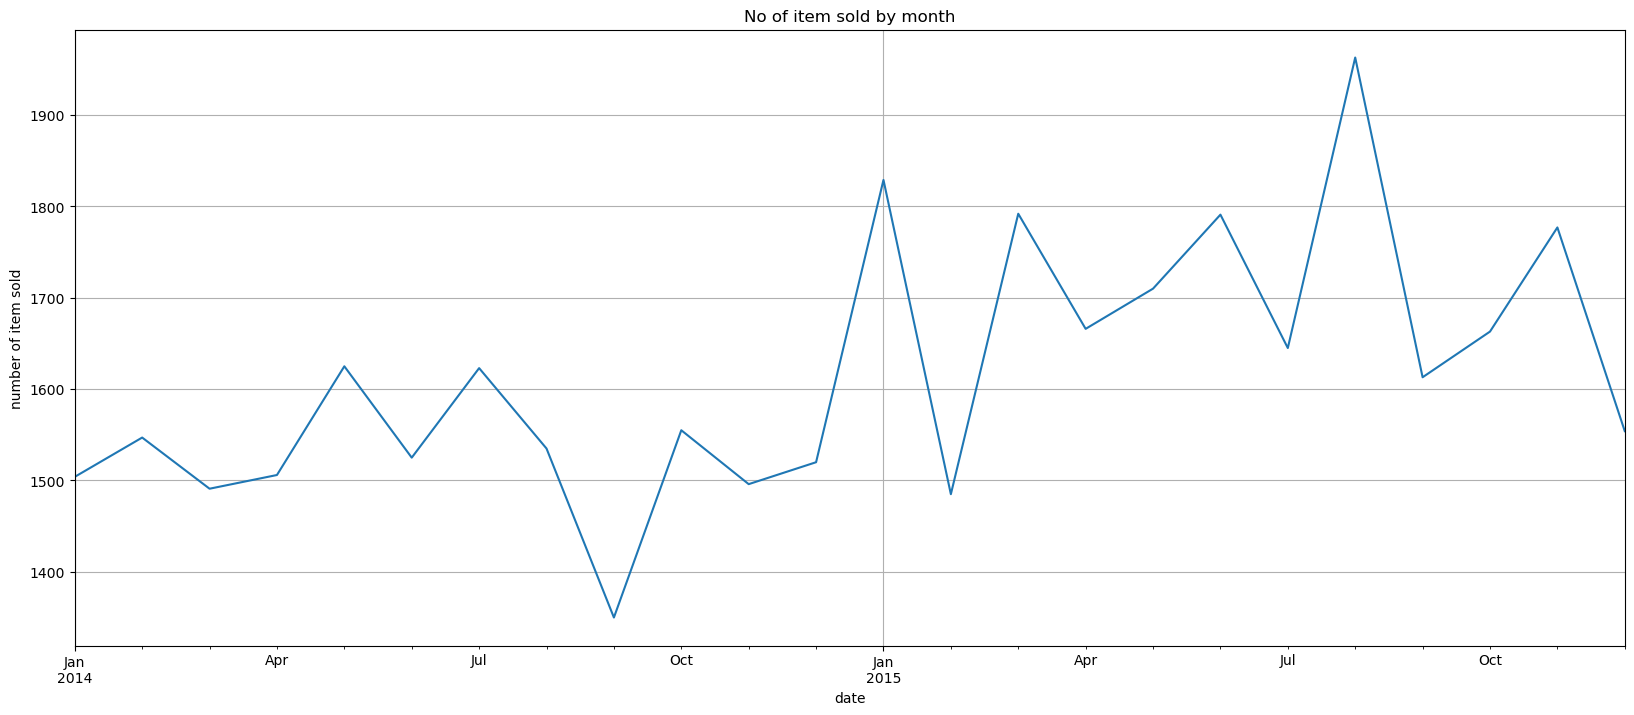 No of item sold by month
number of item sold
1900
1800
1700
1600
1500
1400
Jan
2014
Apr
Jul
Oct
Jan
2015
Apr
Jul
Oct
date